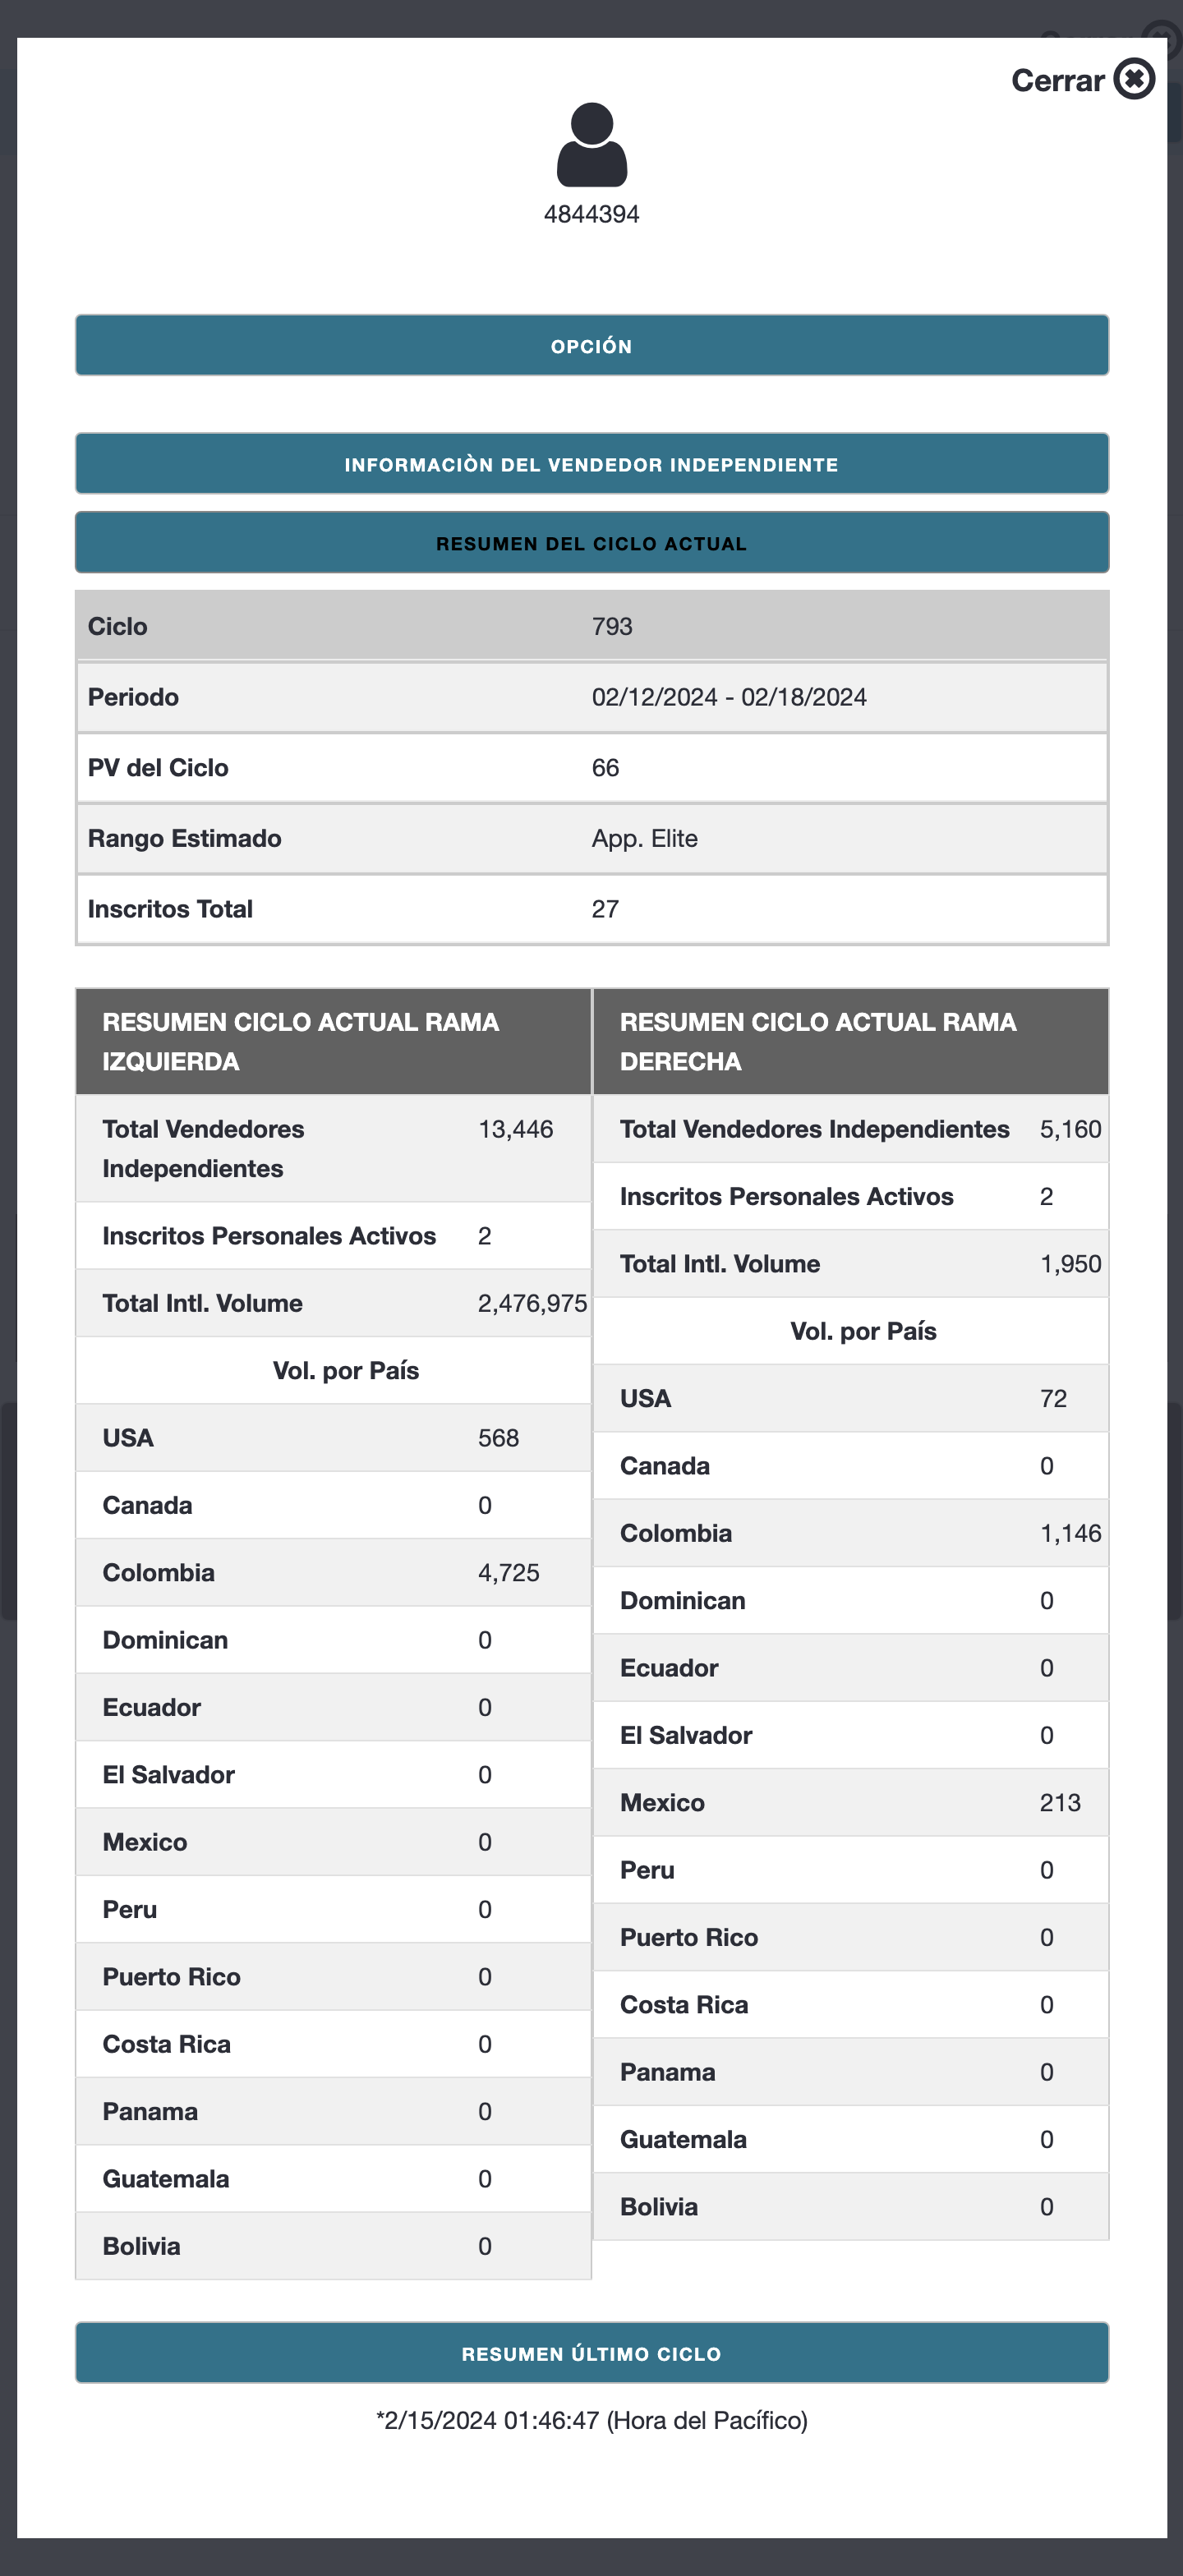 Cerrar
4844394
OPCIÓN
INFORMACIÒN DEL VENDEDOR INDEPENDIENTE
RESUMEN DEL CICLO ACTUAL
Ciclo 793
Periodo 02/12/2024 - 02/18/2024
PV del Ciclo 66
Rango Estimado App. Elite
Inscritos Total 27
RESUMEN CICLO ACTUAL RAMA
IZQUIERDA
Total Vendedores 13,446
Independientes
Inscritos Personales Activos 2
Total Intl. Volume 2,476,975
Vol. por País
USA 568
Canada 0
Colombia 4,725
Dominican 0
Ecuador 0
El Salvador 0
Mexico 0
Peru 0
Puerto Rico 0
Costa Rica 0
Panama 0
Guatemala 0
Bolivia 0
RESUMEN CICLO ACTUAL RAMA
DERECHA
Total Vendedores Independientes 5,160
Inscritos Personales Activos 2
Total Intl. Volume 1,950
Vol. por País
USA 72
Canada 0
Colombia 1,146
Dominican 0
Ecuador 0
El Salvador 0
Mexico 213
Peru 0
Puerto Rico 0
Costa Rica 0
Panama 0
Guatemala 0
Bolivia 0
RESUMEN ÚLTIMO CICLO
*2/15/2024 01:46:47 (Hora del Pacífico)